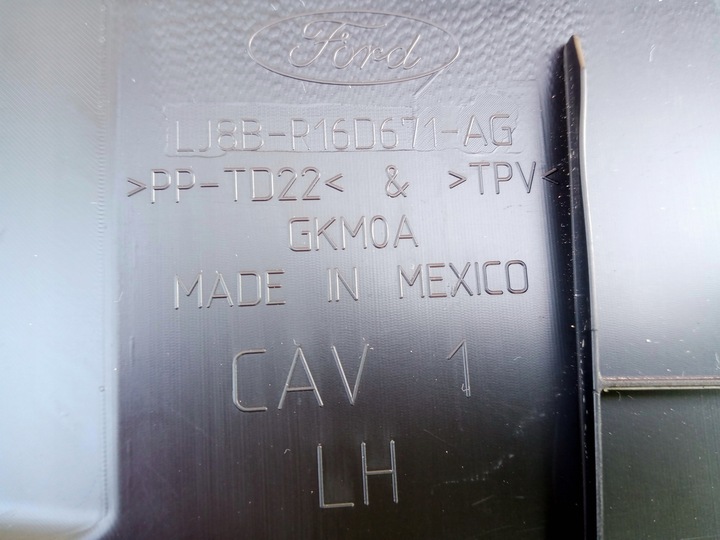 Ford
LJ8B-R16D671-AG
>PP-TD22< & >TPV<
GKM0A
MADE IN MEXICO
CAV 1
LH